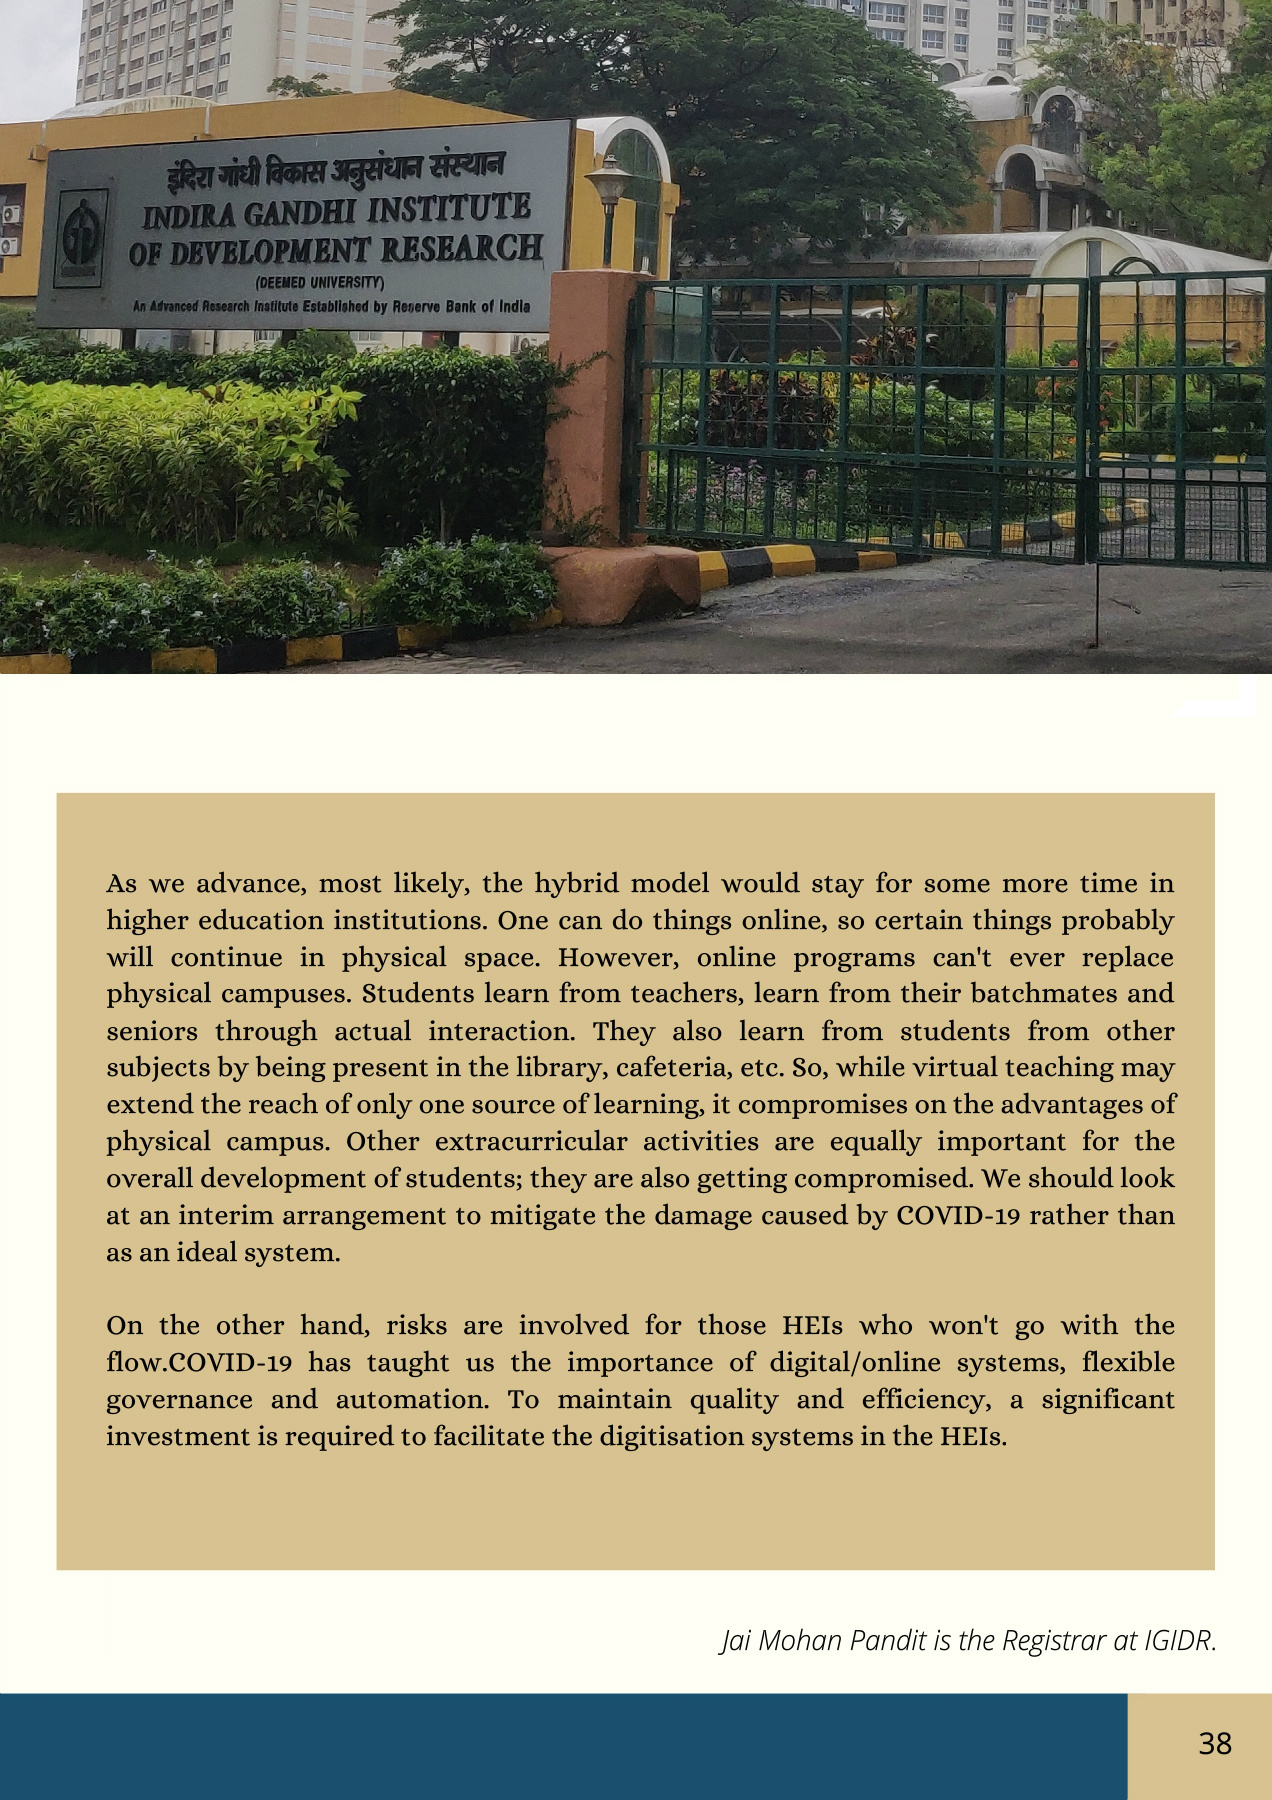 इंदिरा गांधी विकास अनुसंधान संस्थान
INDIRA GANDHI INSTITUTE
OF DEVELOPMENT RESEARCH
(DEEMED UNIVERSITY)
An Advanced Research Institute Established by Reserve Bank of India
As we advance, most likely, the hybrid model would stay for some more time in
higher education institutions. One can do things online, so certain things probably
will continue in physical space. However, online programs can't ever replace
physical campuses. Students learn from teachers, learn from their batchmates and
seniors through actual interaction. They also learn from students from other
subjects by being present in the library, cafeteria, etc. So, while virtual teaching may
extend the reach of only one source of learning, it compromises on the advantages of
physical campus. Other extracurricular activities are equally important for the
overall development of students; they are also getting compromised. We should look
at an interim arrangement to mitigate the damage caused by COVID-19 rather than
as an ideal system.
On the other hand, risks are involved for those HEIs who won't go with the
flow.COVID-19 has taught us the importance of digital/online systems, flexible
governance and automation. To maintain quality and efficiency, a significant
investment is required to facilitate the digitisation systems in the HEIs.
Jai Mohan Pandit is the Registrar at IGIDR.
38